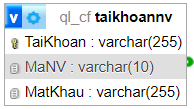 v ql_cf taikhoannv
TaiKhoan : varchar(255)
MaNV : varchar(10)
MatKhau : varchar(255)